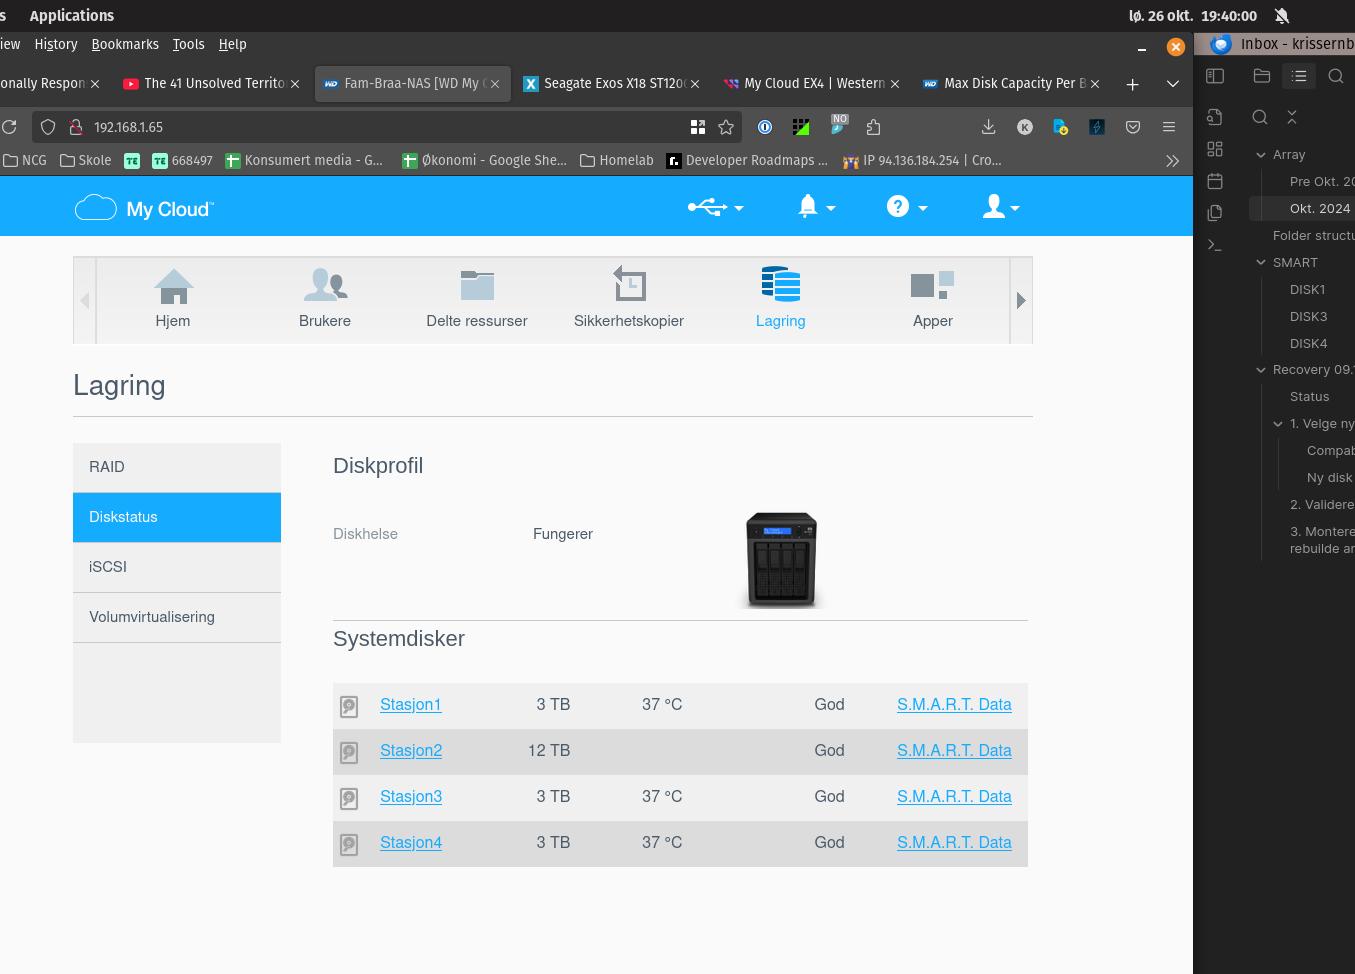 s Applications
lø. 26 okt. 19:40:00
iew History Bookmarks Tools Help
Inbox - krissernb
onally Respon
The 41 Unsolved Territo
Fam-Braa-NAS [WD My C
Seagate Exos X18 ST120
My Cloud EX4 | Western
Max Disk Capacity Per B
192.168.1.65
NO
K
NCG
Skole
TE
TE 668497
Konsumert media - G...
Økonomi - Google She...
Homelab
r. Developer Roadmaps ...
IP 94.136.184.254 | Cro...
My Cloud™
Hjem
Brukere
Delte ressurser
Sikkerhetskopier
Lagring
Apper
Lagring
RAID
Diskstatus
iSCSI
Volumvirtualisering
Diskprofil
Diskhelse Fungerer
Systemdisker
Stasjon1 3 TB 37 °C God S.M.A.R.T. Data
Stasjon2 12 TB God S.M.A.R.T. Data
Stasjon3 3 TB 37 °C God S.M.A.R.T. Data
Stasjon4 3 TB 37 °C God S.M.A.R.T. Data
Array
Pre Okt. 20
Okt. 2024
Folder structu
SMART
DISK1
DISK3
DISK4
Recovery 09.
Status
1. Velge ny
Compab
Ny disk
2. Validere
3. Montere
rebuilde ar